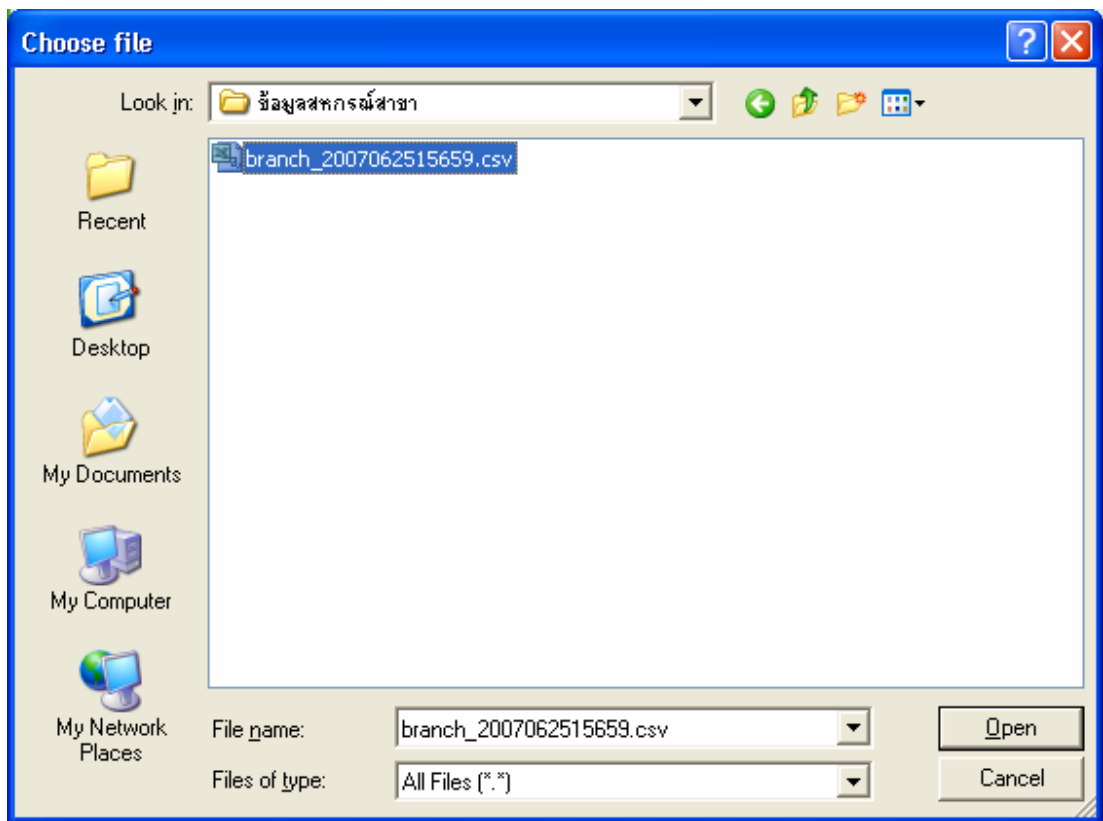 Choose file
Look in: ข้อมูลสหกรณ์สาขา
branch_2007062515659.csv
Recent
Desktop
My Documents
My Computer
My Network
Places
File name: branch_2007062515659.csv Open
Files of type: All Files (*.*) Cancel